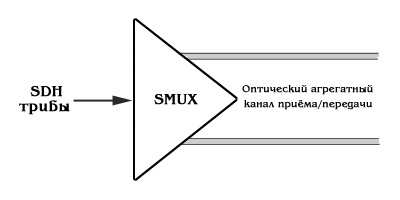 SDH
трибы
SMUX
Оптический агрегатный
канал приёма/передачи